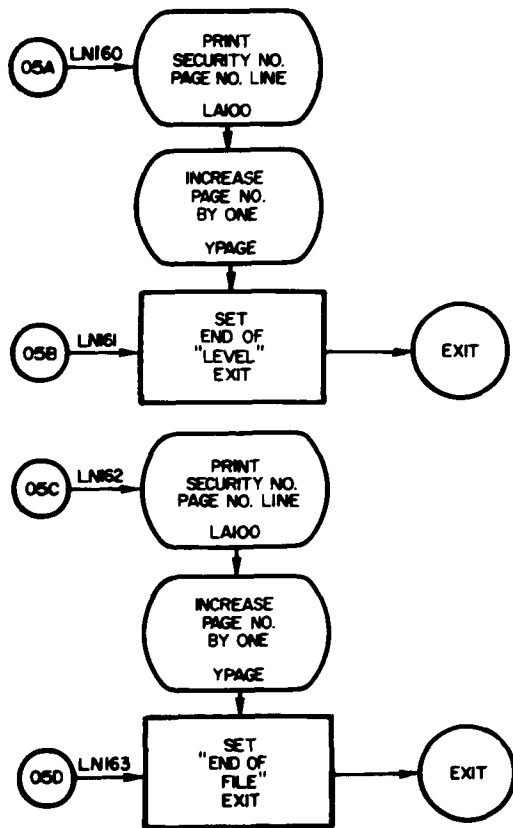 05A
LN160
PRINT
SECURITY NO.
PAGE NO. LINE
LA100
INCREASE
PAGE NO.
BY ONE
YPAGE
05B
LN161
SET
END OF
"LEVEL"
EXIT
EXIT
05C
LN162
PRINT
SECURITY NO.
PAGE NO. LINE
LA100
INCREASE
PAGE NO.
BY ONE
YPAGE
05D
LN163
SET
"END OF
FILE"
EXIT
EXIT